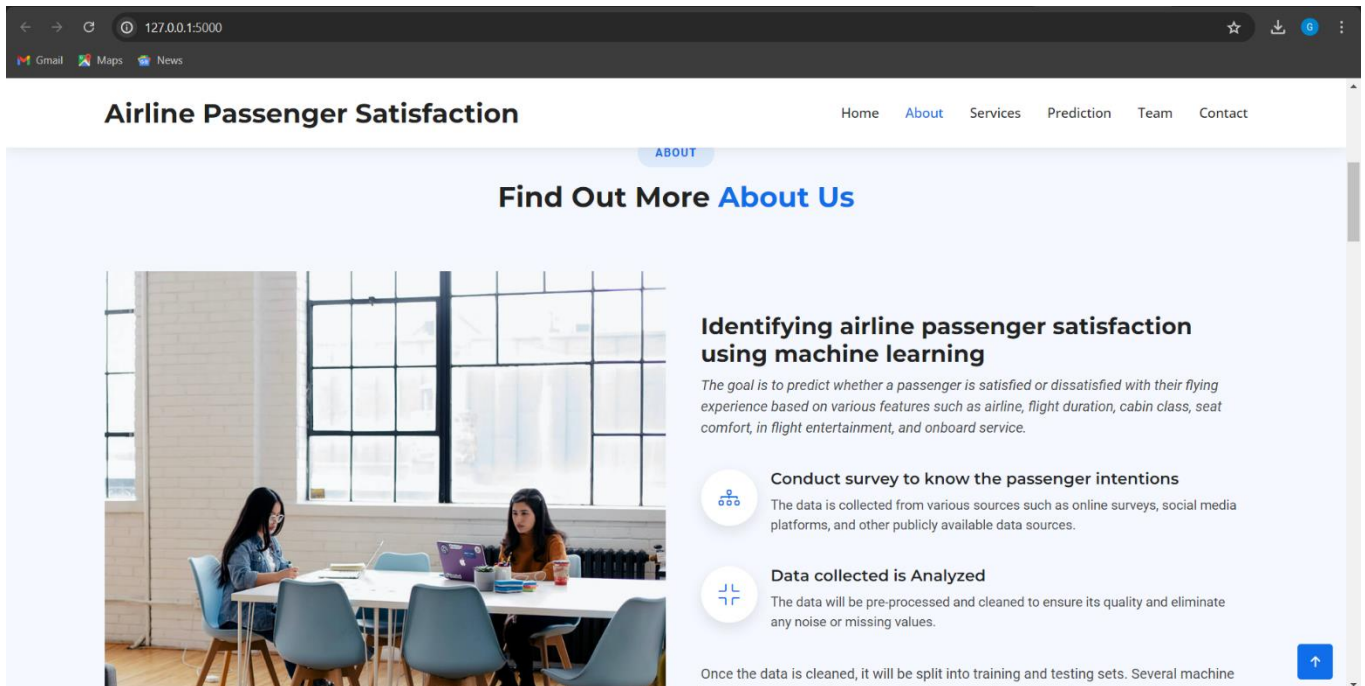 127.0.0.1:5000
G
Gmail Maps News
Airline Passenger Satisfaction
Home About Services Prediction Team Contact
ABOUT
Find Out More About Us
Identifying airline passenger satisfaction
using machine learning
The goal is to predict whether a passenger is satisfied or dissatisfied with their flying
experience based on various features such as airline, flight duration, cabin class, seat
comfort, in flight entertainment, and onboard service.
Conduct survey to know the passenger intentions
The data is collected from various sources such as online surveys, social media
platforms, and other publicly available data sources.
Data collected is Analyzed
The data will be pre-processed and cleaned to ensure its quality and eliminate
any noise or missing values.
Once the data is cleaned, it will be split into training and testing sets. Several machine